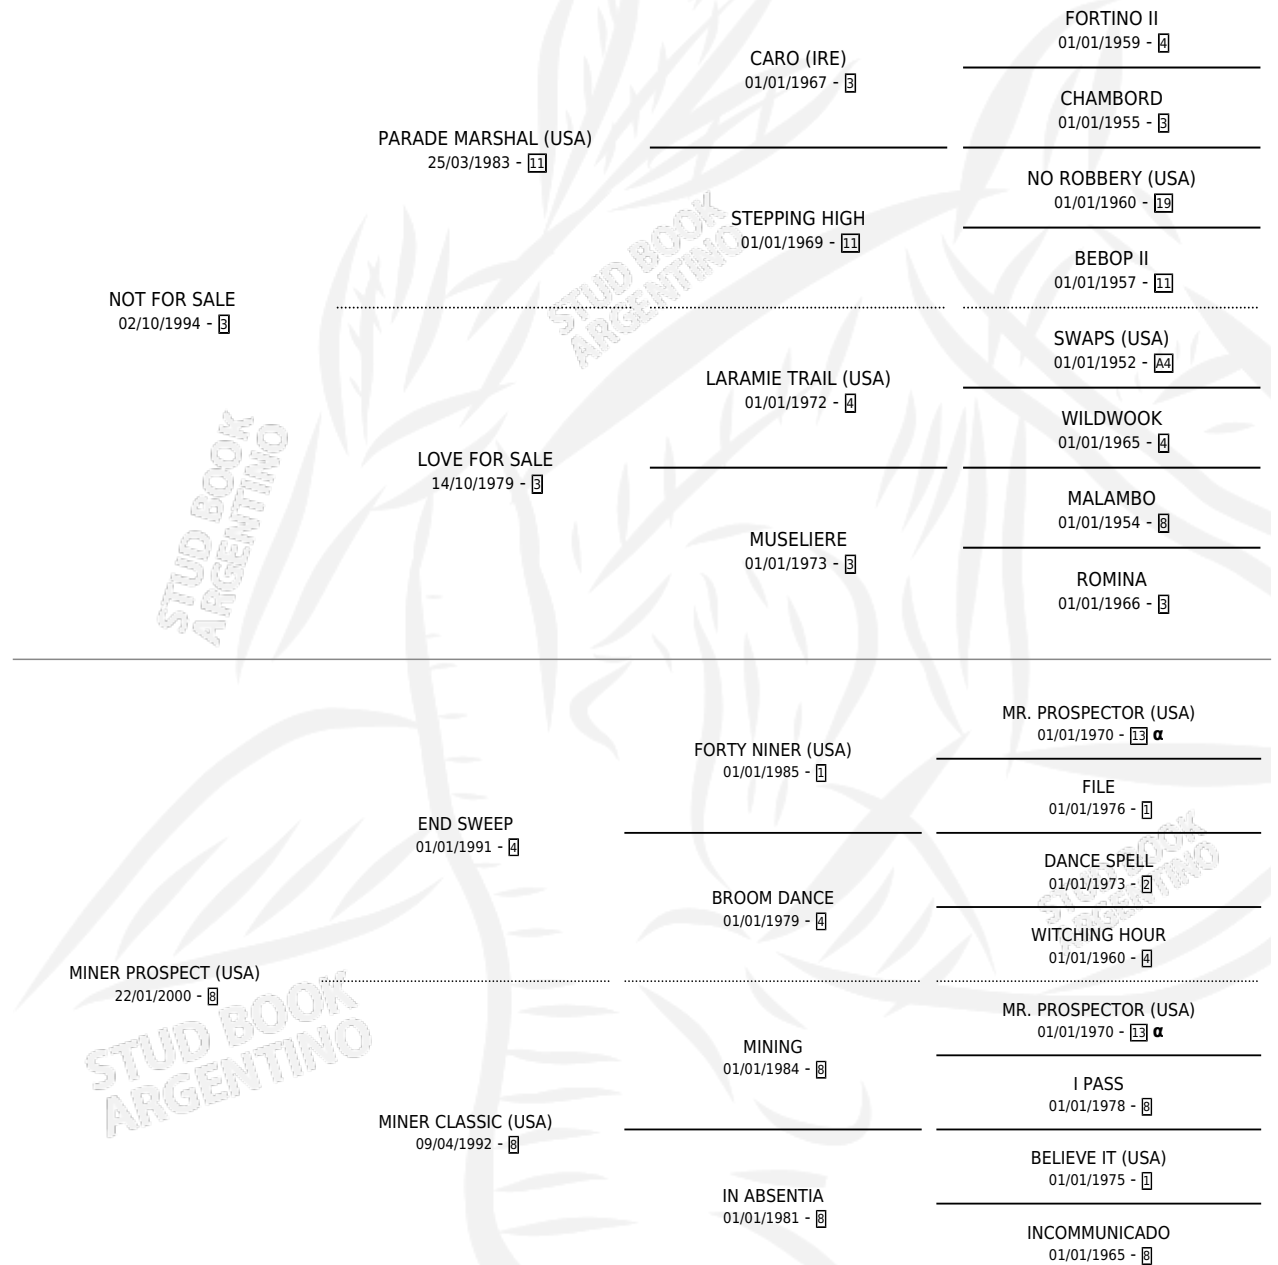 FORTINO II
01/01/1959 - 4
CARO (IRE)
01/01/1967 - 3
CHAMBORD
01/01/1955 - 3
PARADE MARSHAL (USA)
25/03/1983 - 11
NO ROBBERY (USA)
01/01/1960 - 19
STEPPING HIGH
01/01/1969 - 11
BEBOP II
01/01/1957 - 11
NOT FOR SALE
02/10/1994 - 3
SWAPS (USA)
01/01/1952 - A4
LARAMIE TRAIL (USA)
01/01/1972 - 4
WILDWOOK
01/01/1965 - 4
LOVE FOR SALE
14/10/1979 - 3
MALAMBO
01/01/1954 - 8
MUSELIERE
01/01/1973 - 3
ROMINA
01/01/1966 - 3
STUD BOOK
ARGENTINO
STUD BOOK
ARGENTINO
MR. PROSPECTOR (USA)
01/01/1970 - 13 α
FORTY NINER (USA)
01/01/1985 - 1
FILE
01/01/1976 - 1
END SWEEP
01/01/1991 - 4
DANCE SPELL
01/01/1973 - 2
BROOM DANCE
01/01/1979 - 4
WITCHING HOUR
01/01/1960 - 4
MINER PROSPECT (USA)
22/01/2000 - 8
MR. PROSPECTOR (USA)
01/01/1970 - 13 α
MINING
01/01/1984 - 8
I PASS
01/01/1978 - 8
MINER CLASSIC (USA)
09/04/1992 - 8
BELIEVE IT (USA)
01/01/1975 - 1
IN ABSENTIA
01/01/1981 - 8
INCOMMUNICADO
01/01/1965 - 8
STUD BOOK
ARGENTINO
STUD BOOK
ARGENTINO